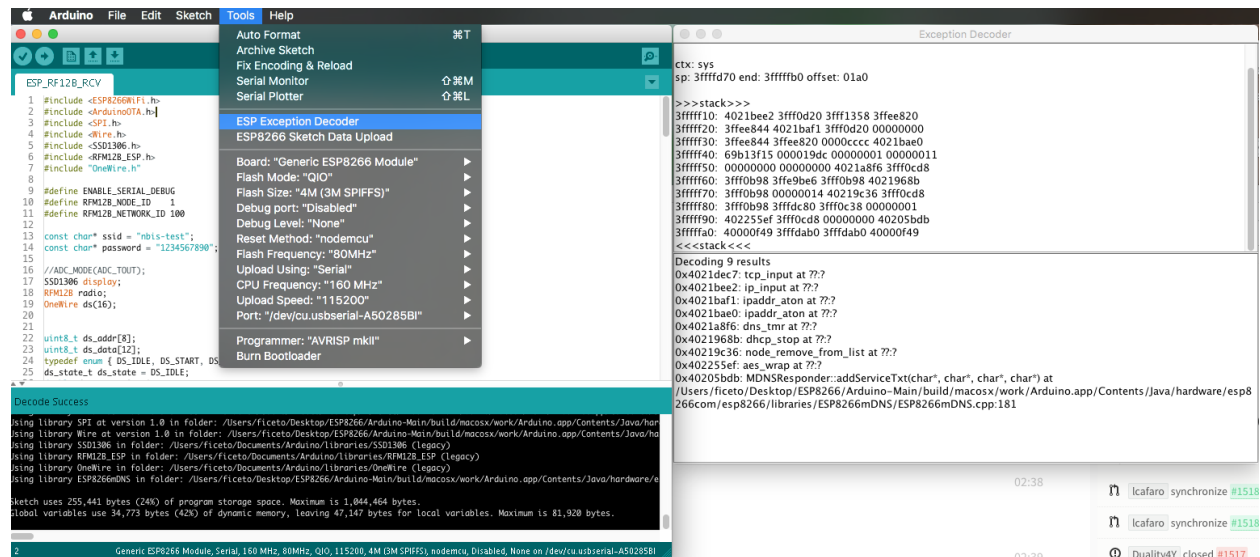 Arduino File Edit Sketch Tools Help
ESP_RF12B_RCV
1 #include <ESP8266WiFi.h>
2 #include <ArduinoOTA.h>
3 #include <SPI.h>
4 #include <Wire.h>
5 #include <SSD1306.h>
6 #include <RFM12B_ESP.h>
7 #include "OneWire.h"
8
9 #define ENABLE_SERIAL_DEBUG
10 #define RFM12B_NODE_ID 1
11 #define RFM12B_NETWORK_ID 100
12
13 const char* ssid = "nbis-test";
14 const char* password = "1234567890";
15
16 //ADC_MODE(ADC_TOUT);
17 SSD1306 display;
18 RFM12B radio;
19 OneWire ds(16);
20
21
22 uint8_t ds_addr[8];
23 uint8_t ds_data[12];
24 typedef enum { DS_IDLE, DS_START, DS
25 ds_state_t ds_state = DS_IDLE;
Auto Format ⌘T
Archive Sketch
Fix Encoding & Reload
Serial Monitor ⇧⌘M
Serial Plotter ⇧⌘L
ESP Exception Decoder
ESP8266 Sketch Data Upload
Board: "Generic ESP8266 Module"
Flash Mode: "QIO"
Flash Size: "4M (3M SPIFFS)"
Debug port: "Disabled"
Debug Level: "None"
Reset Method: "nodemcu"
Flash Frequency: "80MHz"
Upload Using: "Serial"
CPU Frequency: "160 MHz"
Upload Speed: "115200"
Port: "/dev/cu.usbserial-A50285BI"
Programmer: "AVRISP mkII"
Burn Bootloader
Decode Success
Using library SPI at version 1.0 in folder: /Users/ficeto/Desktop/ESP8266/Arduino-Main/build/macosx/work/Arduino.app/Contents/Java/har
Using library Wire at version 1.0 in folder: /Users/ficeto/Desktop/ESP8266/Arduino-Main/build/macosx/work/Arduino.app/Contents/Java/ha
Using library SSD1306 in folder: /Users/ficeto/Documents/Arduino/libraries/SSD1306 (legacy)
Using library RFM12B_ESP in folder: /Users/ficeto/Documents/Arduino/libraries/RFM12B_ESP (legacy)
Using library OneWire in folder: /Users/ficeto/Documents/Arduino/libraries/OneWire (legacy)
Using library ESP8266mDNS in folder: /Users/ficeto/Desktop/ESP8266/Arduino-Main/build/macosx/work/Arduino.app/Contents/Java/hardware/e
Sketch uses 255,441 bytes (24%) of program storage space. Maximum is 1,044,464 bytes.
Global variables use 34,773 bytes (42%) of dynamic memory, leaving 47,147 bytes for local variables. Maximum is 81,920 bytes.
2 Generic ESP8266 Module, Serial, 160 MHz, 80MHz, QIO, 115200, 4M (3M SPIFFS), nodemcu, Disabled, None on /dev/cu.usbserial-A50285BI
Exception Decoder
ctx: sys
sp: 3ffffd70 end: 3fffffb0 offset: 01a0
>>>stack>>>
3fffff10: 4021bee2 3fff0d20 3fff1358 3ffee820
3fffff20: 3ffee844 4021baf1 3fff0d20 00000000
3fffff30: 3ffee844 3ffee820 0000cccc 4021bae0
3fffff40: 69b13f15 000019dc 00000001 00000011
3fffff50: 00000000 00000000 4021a8f6 3fff0cd8
3fffff60: 3fff0b98 3ffe9be6 3fff0b98 4021968b
3fffff70: 3fff0b98 00000014 40219c36 3fff0cd8
3fffff80: 3fff0b98 3fffdc80 3fff0c38 00000001
3fffff90: 402255ef 3fff0cd8 00000000 40205bdb
3fffffa0: 40000f49 3fffdab0 3fffdab0 40000f49
<<<stack<<<
Decoding 9 results
0x4021dec7: tcp_input at ??:?
0x4021bee2: ip_input at ??:?
0x4021baf1: ipaddr_aton at ??:?
0x4021bae0: ipaddr_aton at ??:?
0x4021a8f6: dns_tmr at ??:?
0x4021968b: dhcp_stop at ??:?
0x40219c36: node_remove_from_list at ??:?
0x402255ef: aes_wrap at ??:?
0x40205bdb: MDNSResponder::addServiceTxt(char*, char*, char*, char*) at
/Users/ficeto/Desktop/ESP8266/Arduino-Main/build/macosx/work/Arduino.app/Contents/Java/hardware/esp8
266com/esp8266/libraries/ESP8266mDNS/ESP8266mDNS.cpp:181
02:38
lcafaro synchronize #1518
lcafaro synchronize #1518
02:39
Duality4Y closed #1517